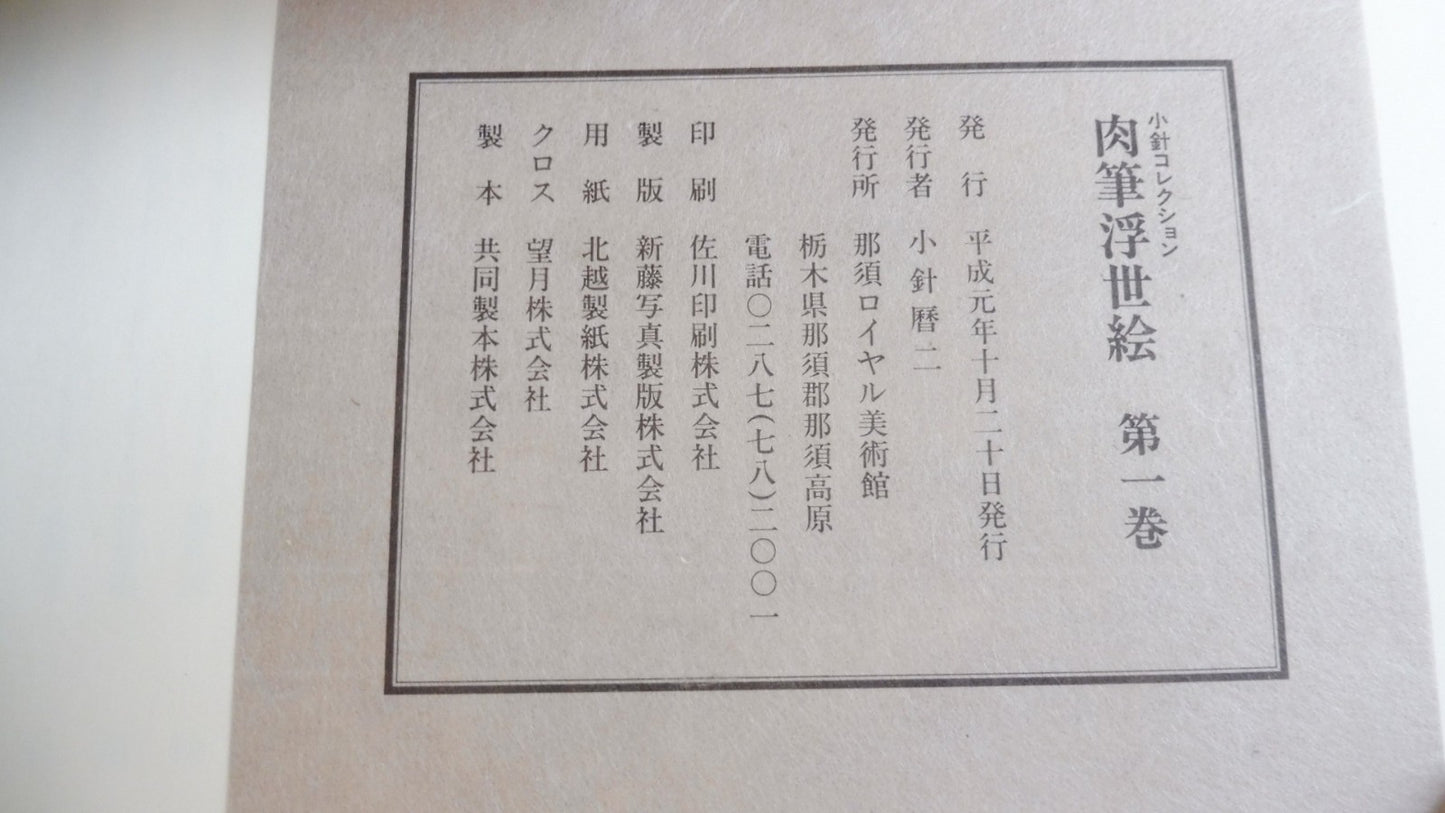 小針コレクション
肉筆浮世絵　第一巻
発行　平成元年十月二十日発行
発行者　小針暦二
発行所　那須ロイヤル美術館
栃木県那須郡那須高原
電話〇二八七(七八)二〇〇一
印刷　佐川印刷株式会社
製版　新藤写真製版株式会社
用紙　北越製紙株式会社
クロス　望月株式会社
製本　共同製本株式会社